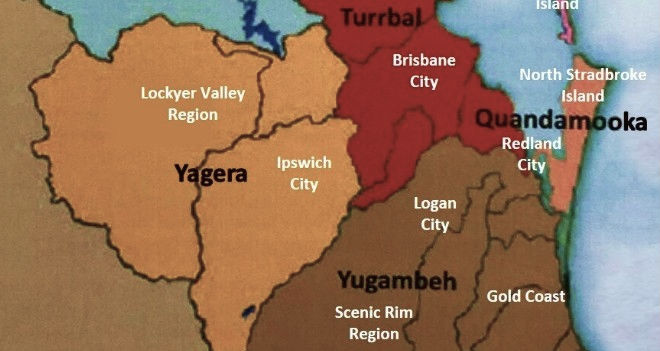 Island
Turrbal
Brisbane
City
North Stradbroke
Island
Lockyer Valley
Region
Quandamooka
Redland
City
Yagera
Ipswich
City
Logan
City
Yugambeh
Gold Coast
Scenic Rim
Region